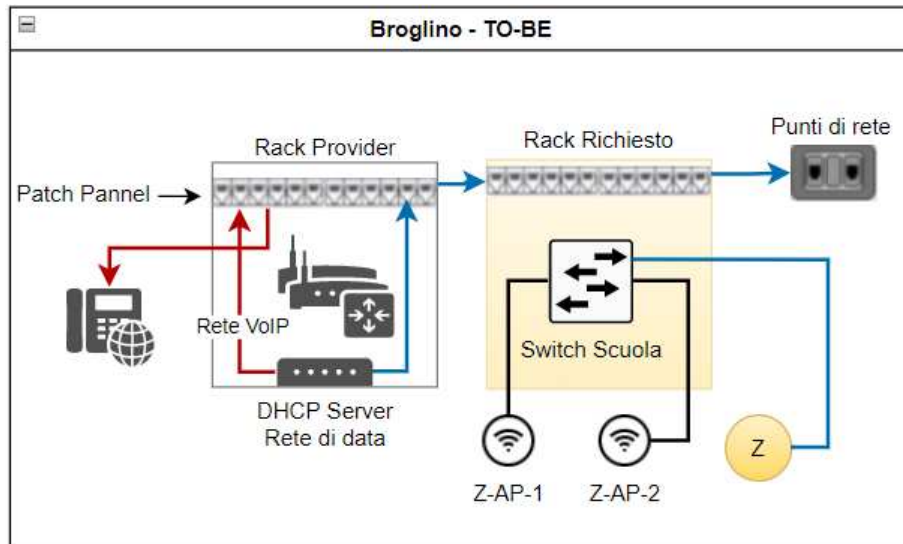 Broglino - TO-BE
Rack Provider
Rack Richiesto
Punti di rete
Patch Pannel
Rete VoIP
Switch Scuola
DHCP Server
Rete di data
Z
Z-AP-1
Z-AP-2